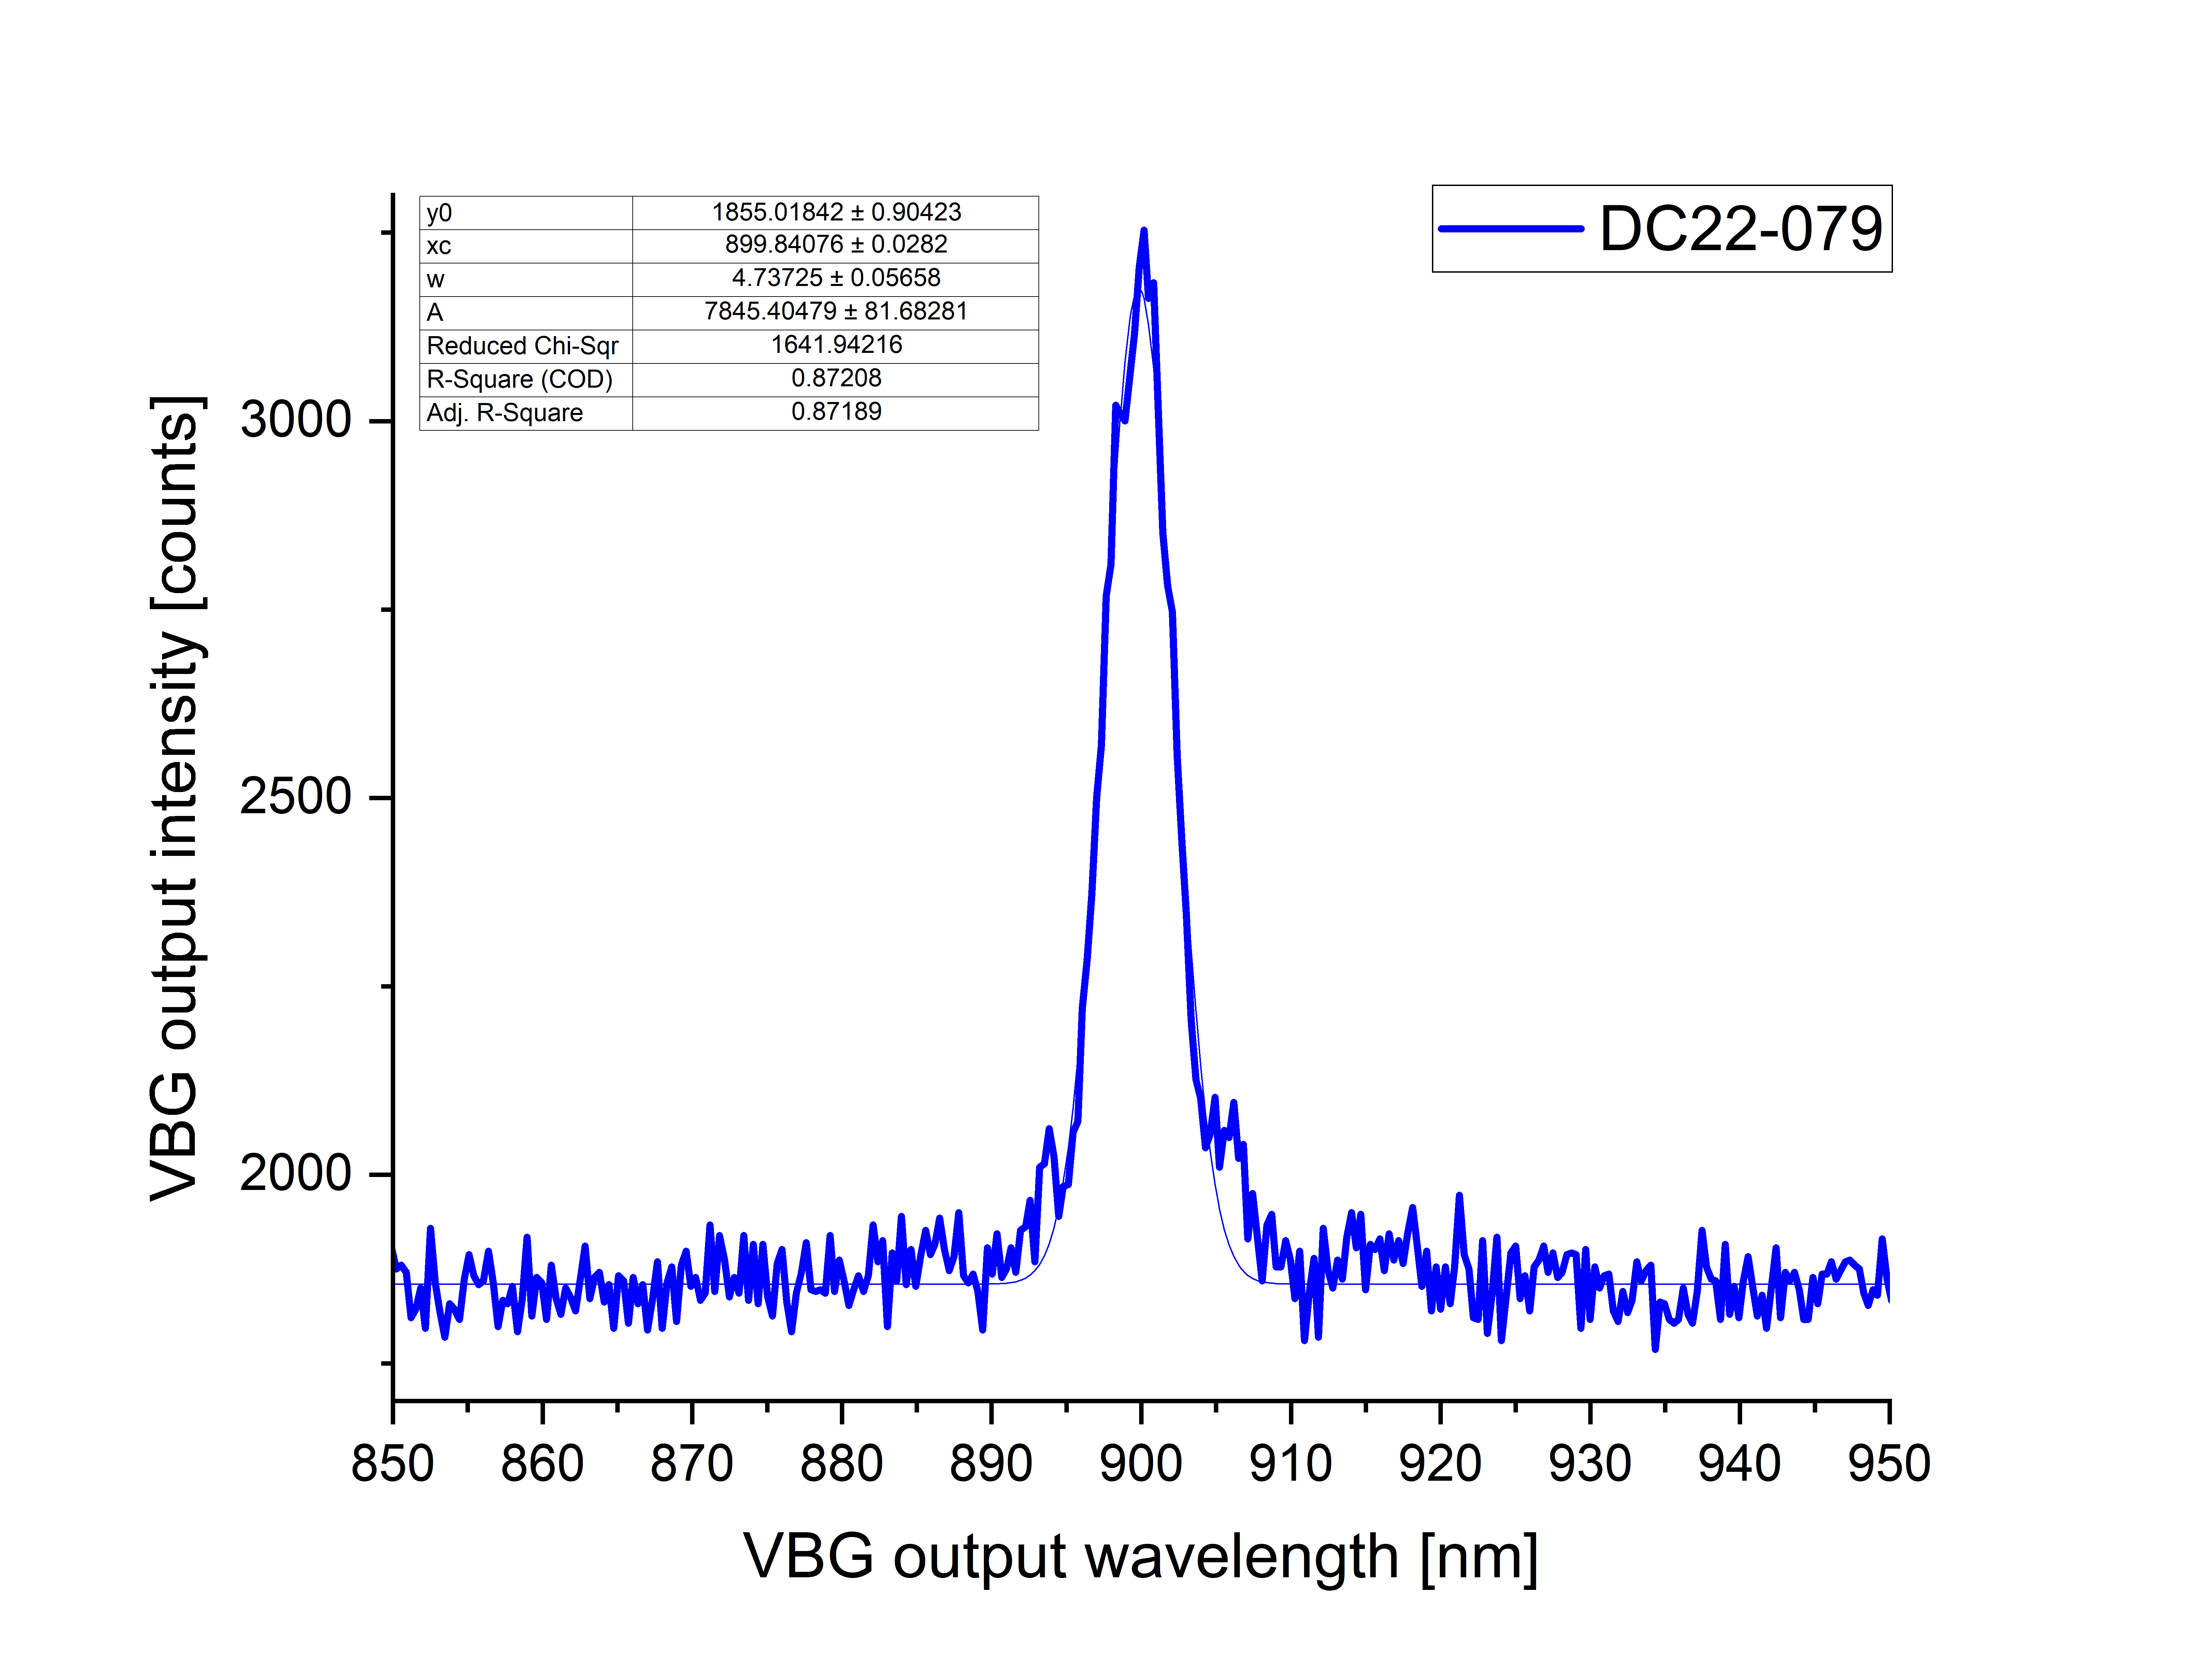 y0 1855.01842 ± 0.90423
xc 899.84076 ± 0.0282
w 4.73725 ± 0.05658
A 7845.40479 ± 81.68281
Reduced Chi-Sqr 1641.94216
R-Square (COD) 0.87208
Adj. R-Square 0.87189
DC22-079
VBG output intensity [counts]
3000
2500
2000
850 860 870 880 890 900 910 920 930 940 950
VBG output wavelength [nm]